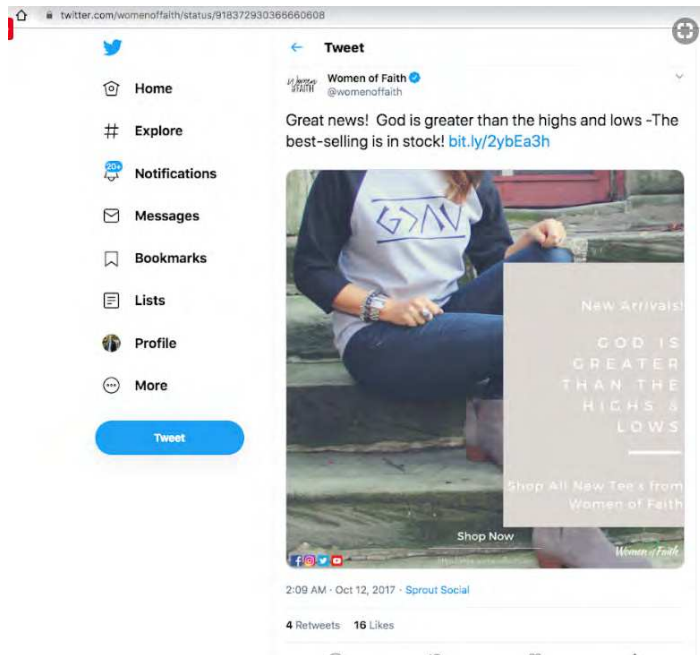 twitter.com/womenoffaith/status/918372930365660608
Tweet
Home
Explore
20+
Notifications
Messages
Bookmarks
Lists
Profile
More
Tweet
Women of Faith
@womenoffaith
Great news! God is greater than the highs and lows -The
best-selling is in stock! bit.ly/2ybEa3h
G>ΛV
New Arrivals!
GOD IS
GREATER
THAN THE
HIGHS &
LOWS
Shop All New Tee's from
Women of Faith
Shop Now
Women of Faith
2:09 AM · Oct 12, 2017 · Sprout Social
4 Retweets 16 Likes